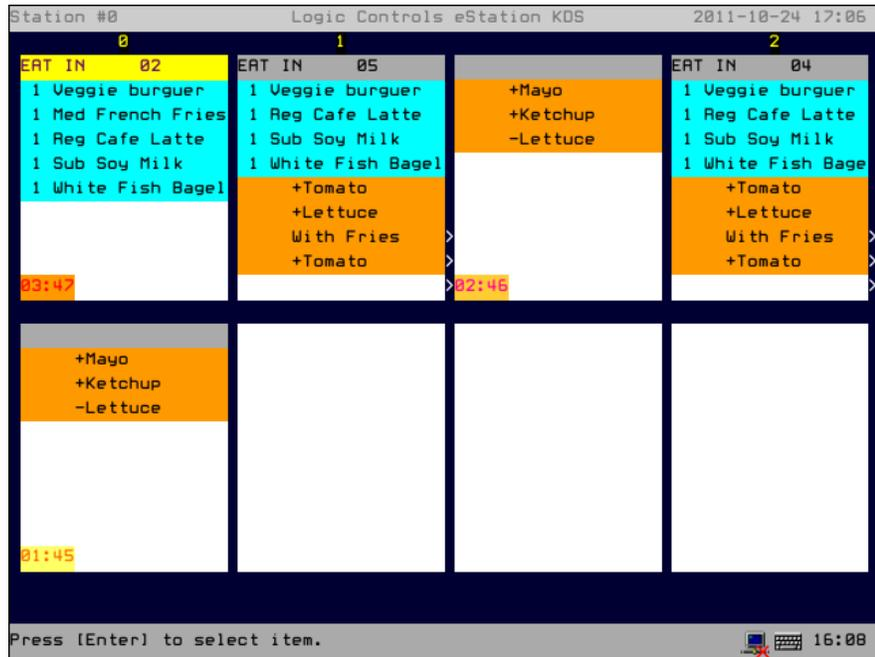 Station #0 Logic Controls eStation KDS 2011-10-24 17:06
0 1 2
EAT IN 02
1 Veggie burguer
1 Med French Fries
1 Reg Cafe Latte
1 Sub Soy Milk
1 White Fish Bagel
03:47
EAT IN 05
1 Veggie burguer
1 Reg Cafe Latte
1 Sub Soy Milk
1 White Fish Bagel
+Tomato
+Lettuce
With Fries >
+Tomato >
>
+Mayo
+Ketchup
-Lettuce
02:46
EAT IN 04
1 Veggie burguer
1 Reg Cafe Latte
1 Sub Soy Milk
1 White Fish Bage
+Tomato
+Lettuce
With Fries >
+Tomato >
>
+Mayo
+Ketchup
-Lettuce
01:45
Press [Enter] to select item. 16:08